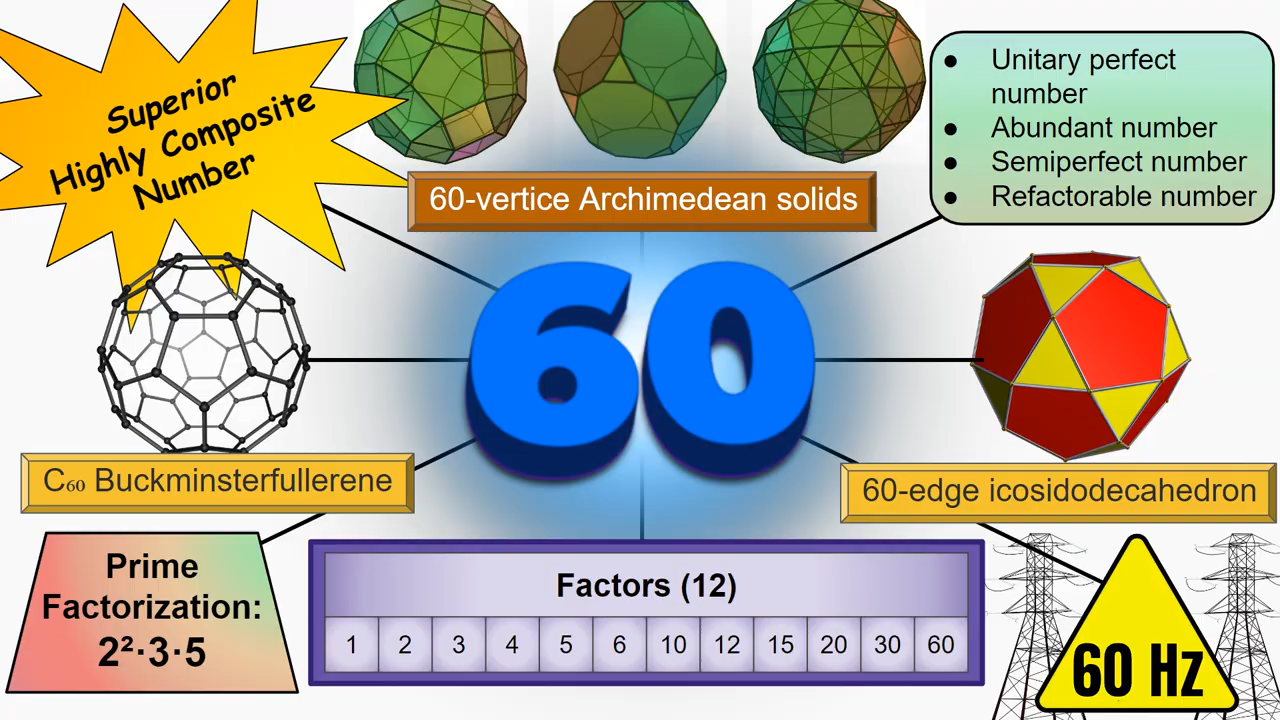 Superior
Highly Composite
Number
60-vertice Archimedean solids
● Unitary perfect
number
● Abundant number
● Semiperfect number
● Refactorable number
60
C₆₀ Buckminsterfullerene
60-edge icosidodecahedron
Prime
Factorization:
2²·3·5
Factors (12)
1 2 3 4 5 6 10 12 15 20 30 60
60 Hz